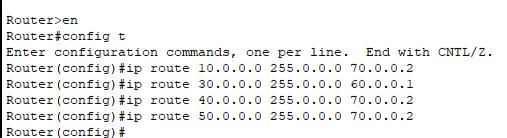 Router>en
Router#config t
Enter configuration commands, one per line.  End with CNTL/Z.
Router(config)#ip route 10.0.0.0 255.0.0.0 70.0.0.2
Router(config)#ip route 30.0.0.0 255.0.0.0 60.0.0.1
Router(config)#ip route 40.0.0.0 255.0.0.0 70.0.0.2
Router(config)#ip route 50.0.0.0 255.0.0.0 70.0.0.2
Router(config)#